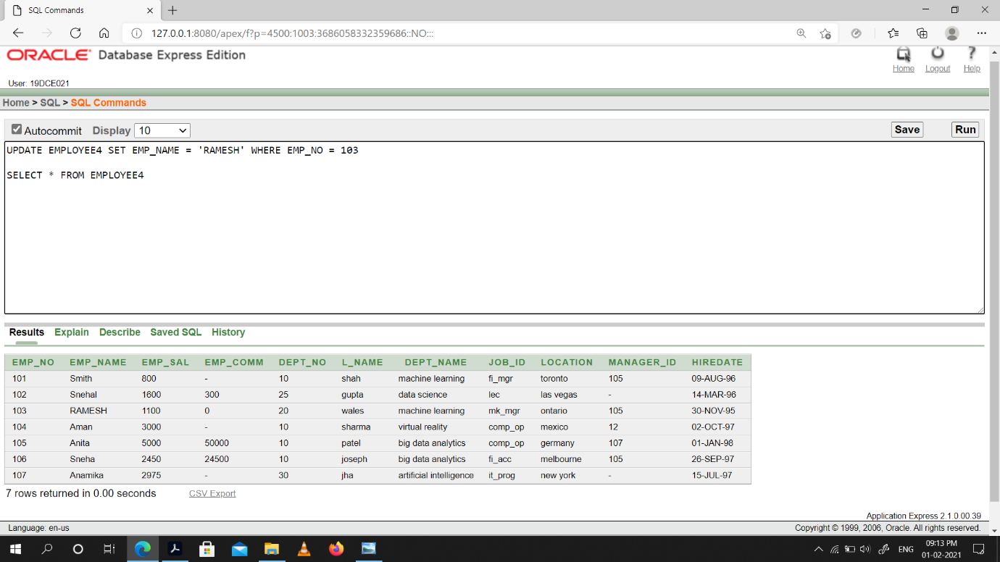 SQL Commands
127.0.0.1:8080/apex/f?p=4500:1003:3686058332359686::NO:::
ORACLE Database Express Edition
Home Logout Help
User: 19DCE021
Home > SQL > SQL Commands
Autocommit Display 10 Save Run
UPDATE EMPLOYEE4 SET EMP_NAME = 'RAMESH' WHERE EMP_NO = 103
SELECT * FROM EMPLOYEE4
Results Explain Describe Saved SQL History
EMP_NO EMP_NAME EMP_SAL EMP_COMM DEPT_NO L_NAME DEPT_NAME JOB_ID LOCATION MANAGER_ID HIREDATE
101 Smith 800 - 10 shah machine learning fi_mgr toronto 105 09-AUG-96
102 Snehal 1600 300 25 gupta data science lec las vegas - 14-MAR-96
103 RAMESH 1100 0 20 wales machine learning mk_mgr ontario 105 30-NOV-95
104 Aman 3000 - 10 sharma virtual reality comp_op mexico 12 02-OCT-97
105 Anita 5000 50000 10 patel big data analytics comp_op germany 107 01-JAN-98
106 Sneha 2450 24500 10 joseph big data analytics fi_acc melbourne 105 26-SEP-97
107 Anamika 2975 - 30 jha artificial intelligence it_prog new york - 15-JUL-97
7 rows returned in 0.00 seconds CSV Export
Application Express 2.1.0.00.39
Language: en-us Copyright © 1999, 2006, Oracle. All rights reserved.
ENG 09:13 PM
01-02-2021